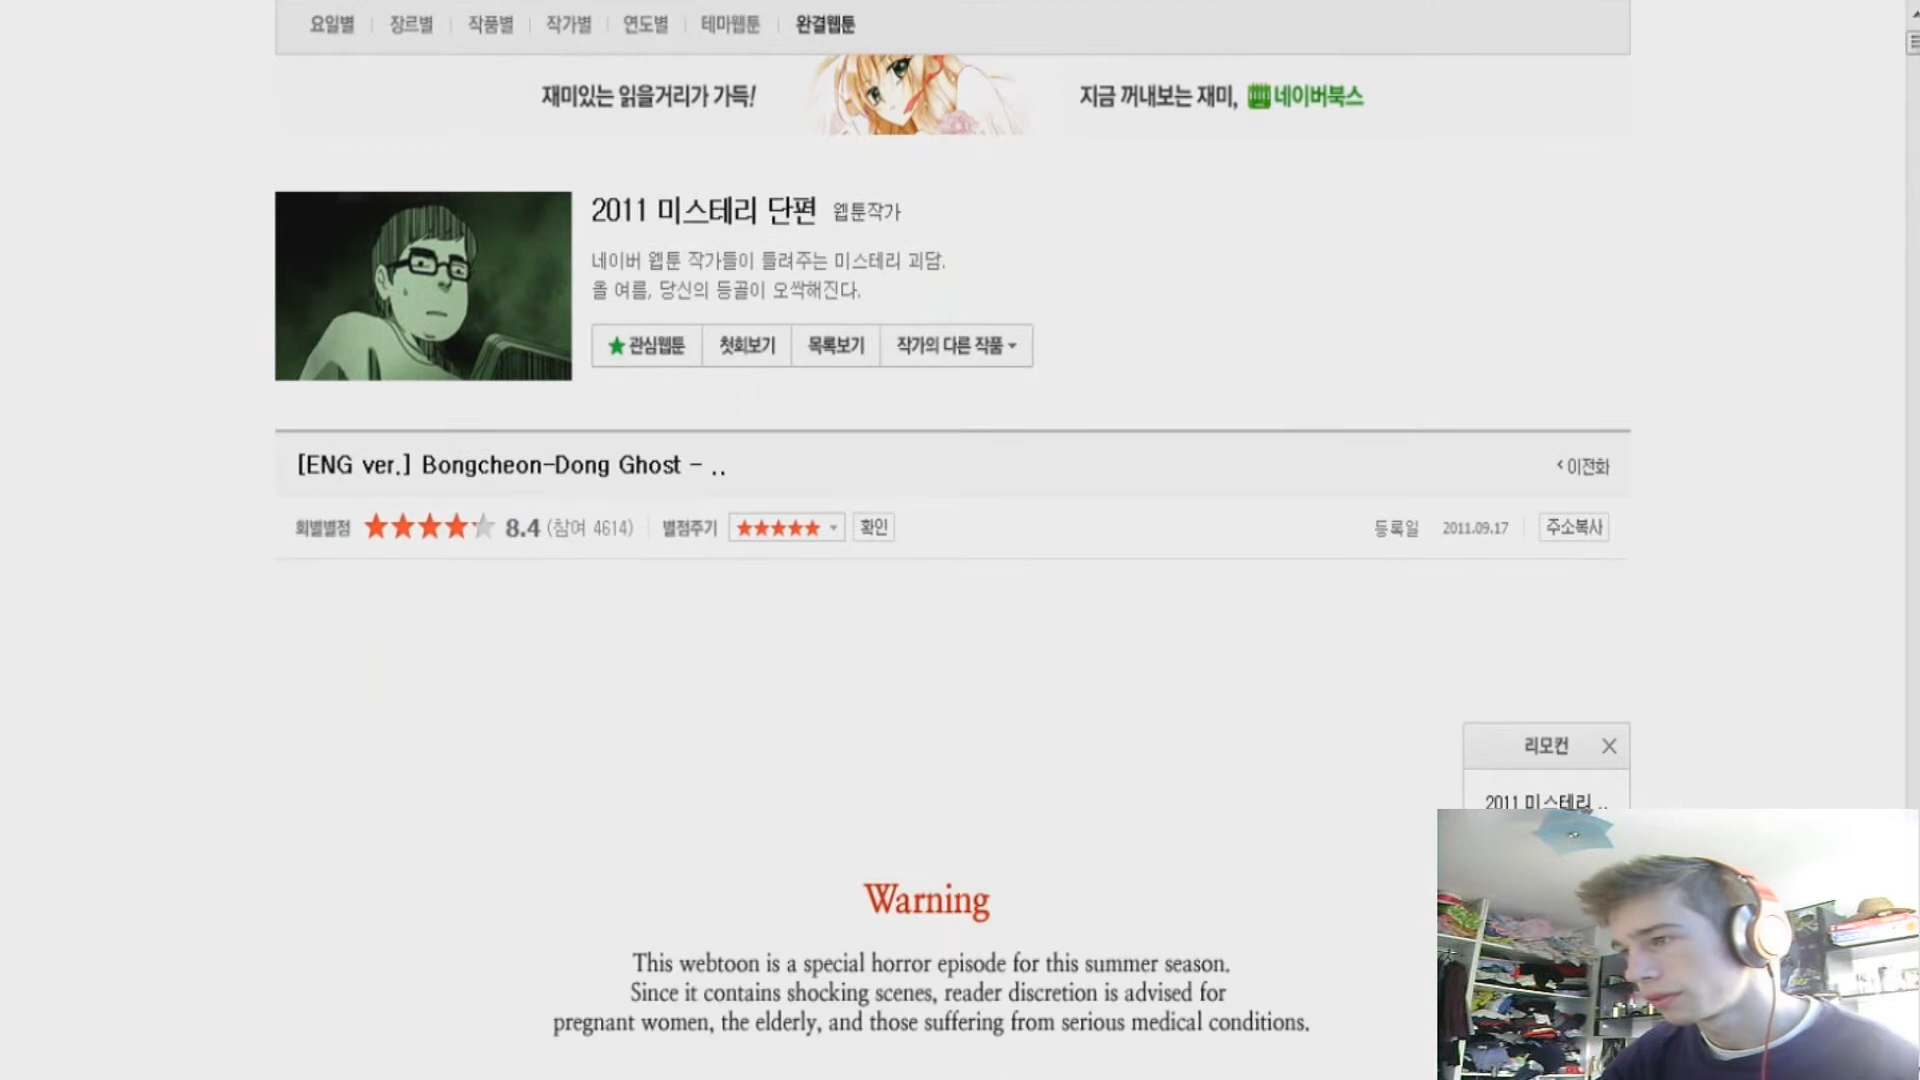 요일별 장르별 작품별 작가별 연도별 테마웹툰 완결웹툰
재미있는 읽을거리가 가득! 지금 꺼내보는 재미, 네이버북스
2011 미스테리 단편 웹툰작가
네이버 웹툰 작가들이 들려주는 미스테리 괴담.
올 여름, 당신의 등골이 오싹해진다.
관심웹툰 첫회보기 목록보기 작가의 다른 작품
[ENG ver.] Bongcheon-Dong Ghost - ..
이전화
회별별점 8.4 (참여 4614) 별점주기 확인 등록일 2011.09.17 주소복사
리모컨
2011 미스테리 ..
Warning
This webtoon is a special horror episode for this summer season.
Since it contains shocking scenes, reader discretion is advised for
pregnant women, the elderly, and those suffering from serious medical conditions.